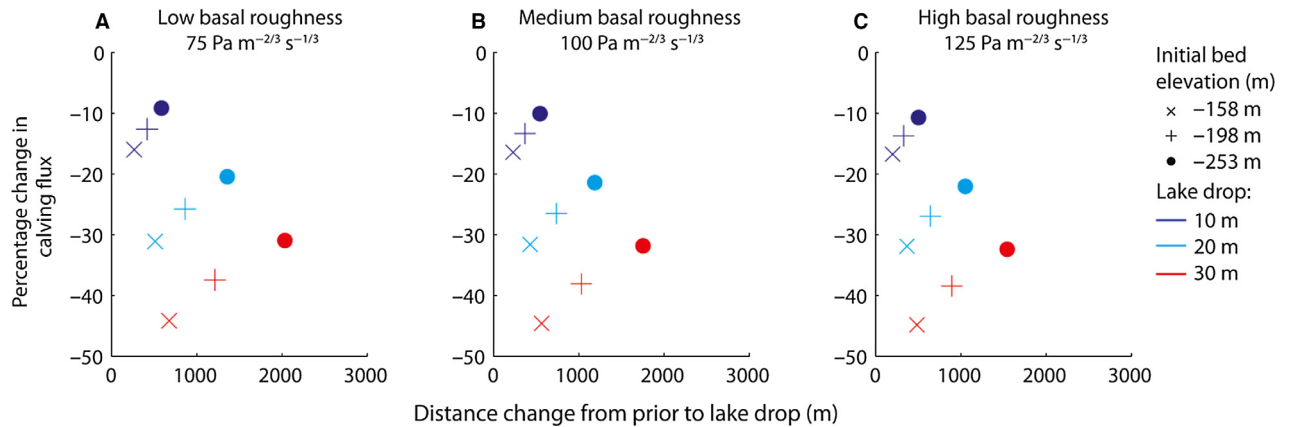 A
Low basal roughness
75 Pa m−2/3 s−1/3
B
Medium basal roughness
100 Pa m−2/3 s−1/3
C
High basal roughness
125 Pa m−2/3 s−1/3
Percentage change in
calving flux
0
−10
−20
−30
−40
−50
0 1000 2000 3000
0
−10
−20
−30
−40
−50
0 1000 2000 3000
0
−10
−20
−30
−40
−50
0 1000 2000 3000
Distance change from prior to lake drop (m)
Initial bed
elevation (m)
−158 m
−198 m
−253 m
Lake drop:
10 m
20 m
30 m